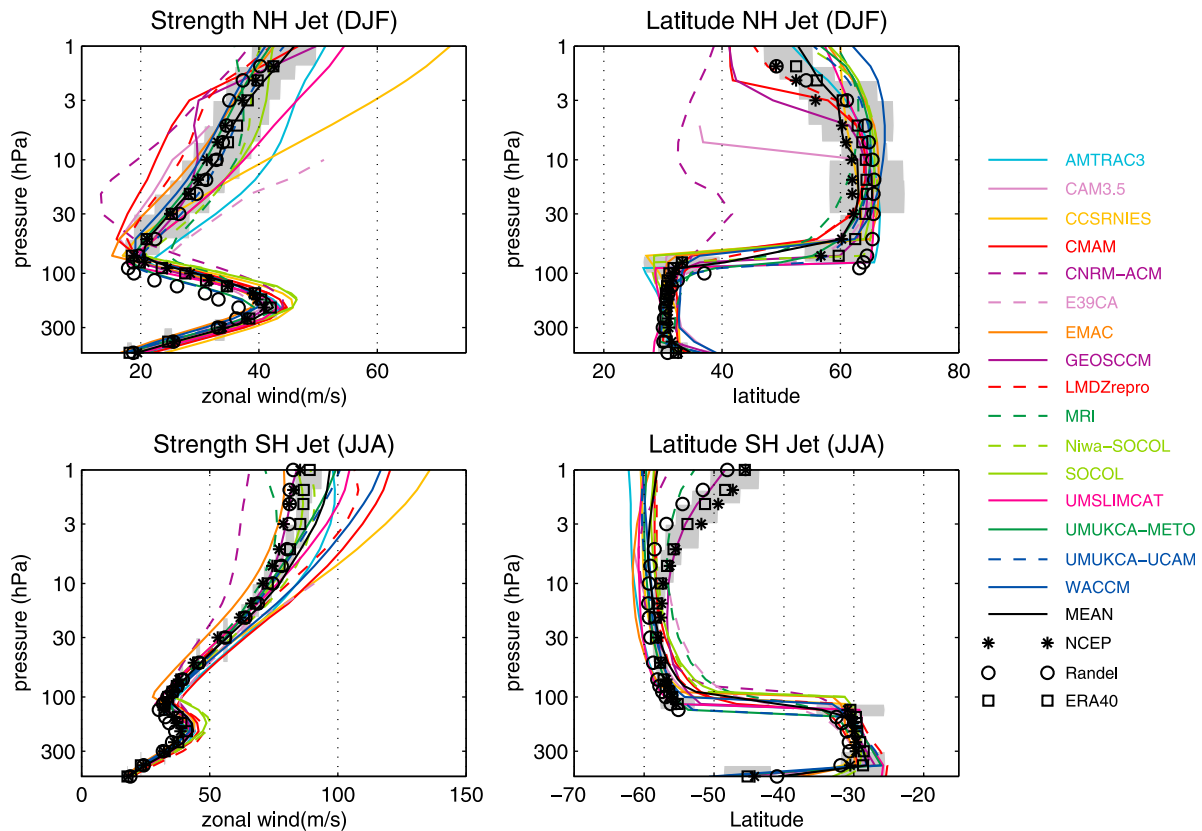 Strength NH Jet (DJF)
Latitude NH Jet (DJF)
pressure (hPa)
1
3
10
30
100
300
20
40
60
zonal wind(m/s)
pressure (hPa)
1
3
10
30
100
300
20
40
60
80
latitude
Strength SH Jet (JJA)
Latitude SH Jet (JJA)
pressure (hPa)
1
3
10
30
100
300
0
50
100
150
zonal wind(m/s)
pressure (hPa)
1
3
10
30
100
300
−70
−60
−50
−40
−30
−20
Latitude
AMTRAC3
CAM3.5
CCSRNIES
CMAM
CNRM−ACM
E39CA
EMAC
GEOSCCM
LMDZrepro
MRI
Niwa−SOCOL
SOCOL
UMSLIMCAT
UMUKCA−METO
UMUKCA−UCAM
WACCM
MEAN
NCEP
Randel
ERA40